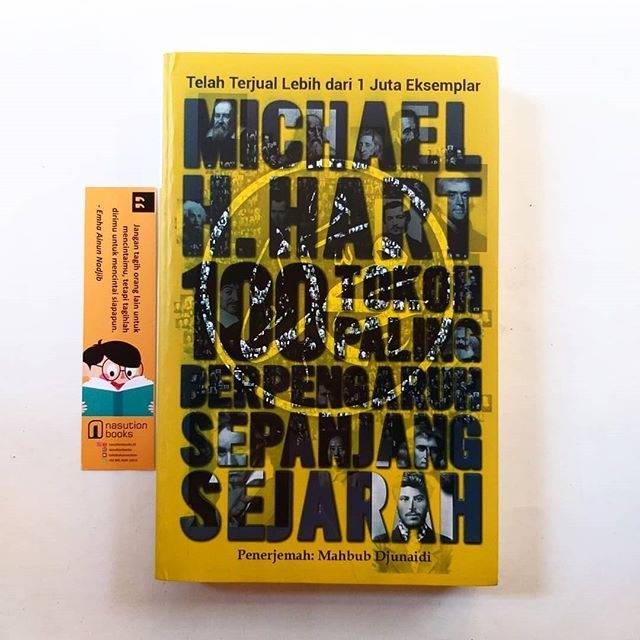 Telah Terjual Lebih dari 1 Juta Eksemplar
MICHAEL
H. HART
100 TOKOH
PALING
BERPENGARUH
SEPANJANG
SEJARAH
Penerjemah: Mahbub Djunaidi
Jangan tagih orang lain untuk
mencintaimu, tetapi tagihlah
dirimu untuk mencintai siapapun.
- Emha Ainun Nadjib
nasution
books